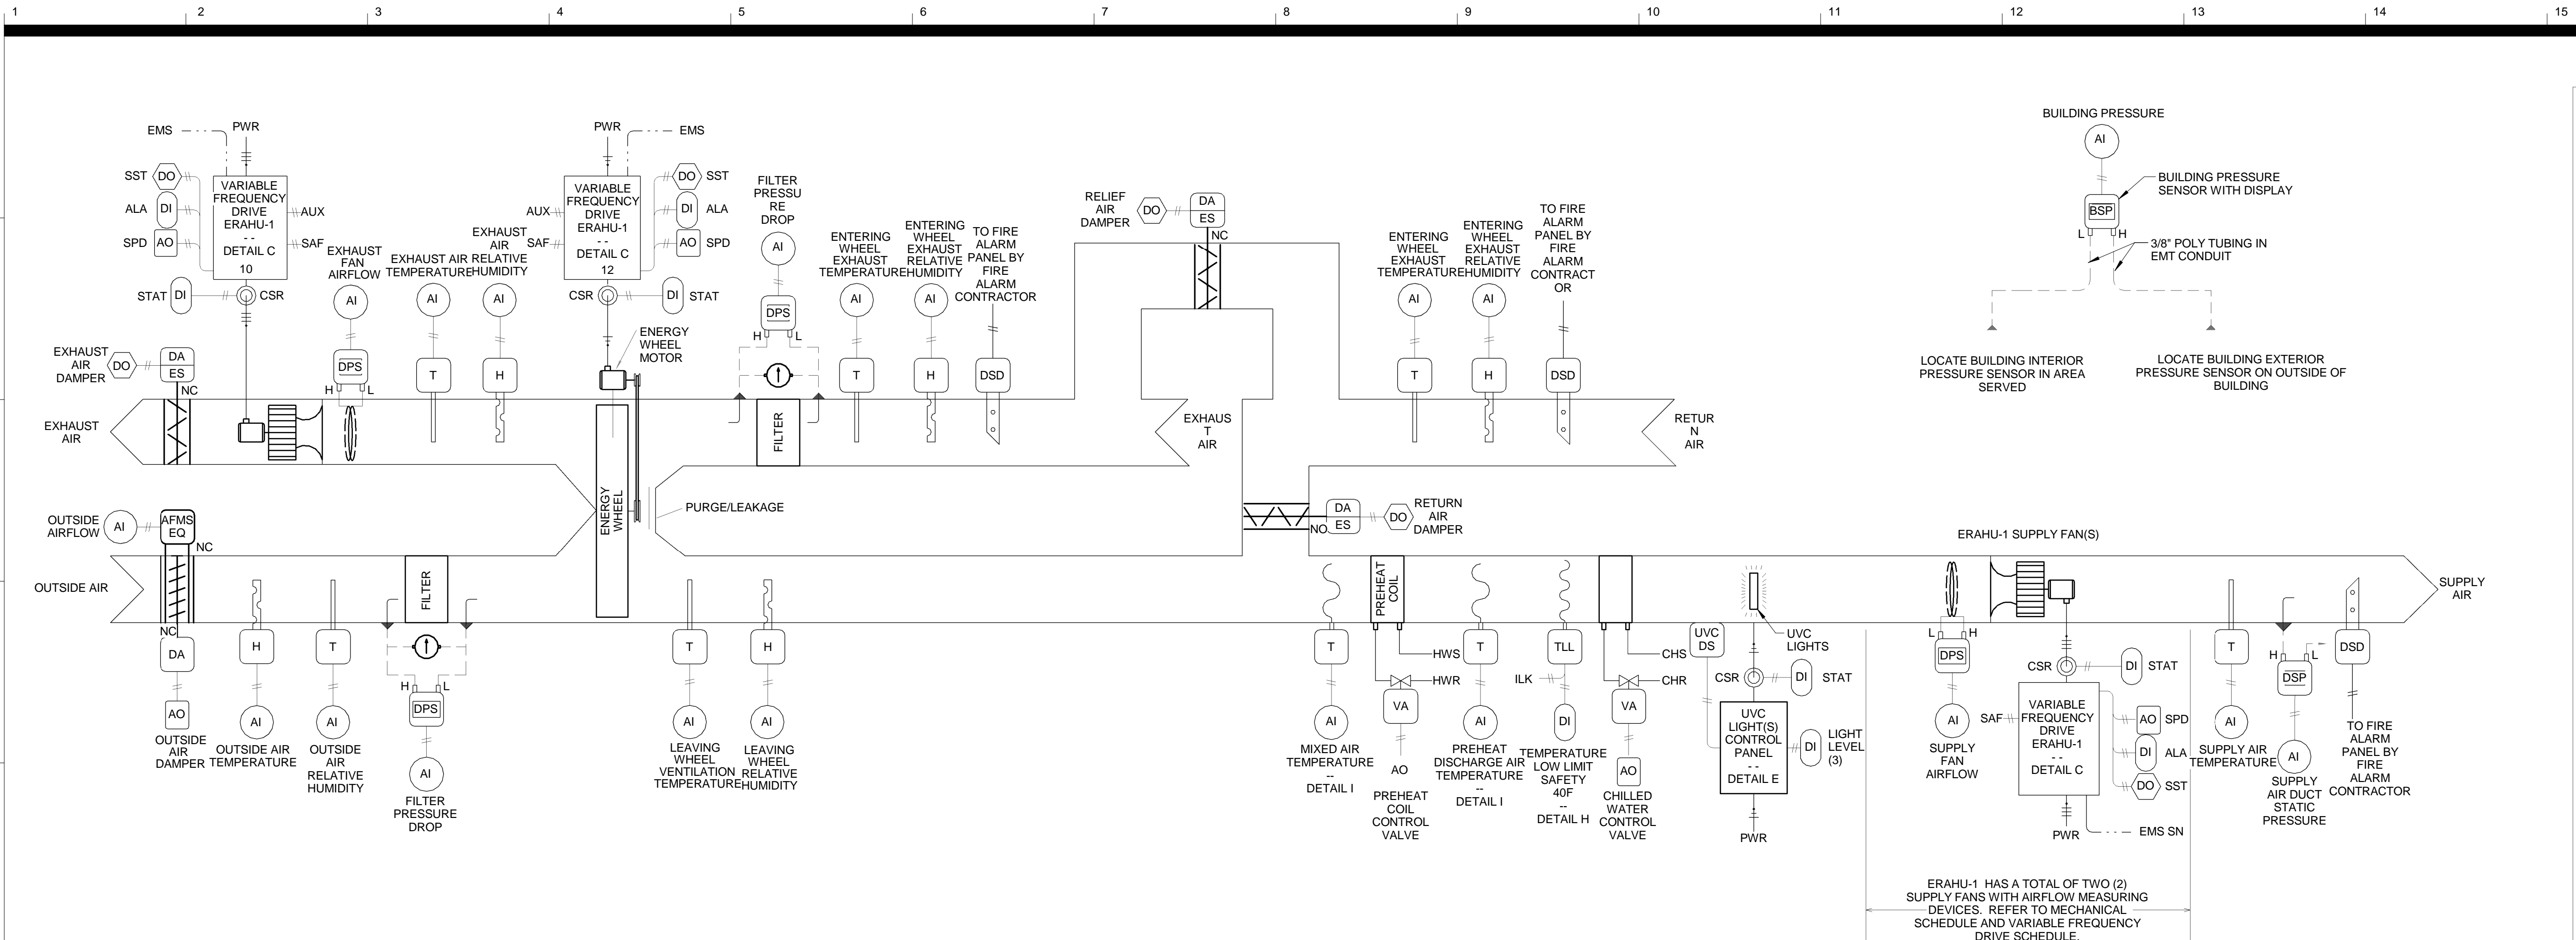 1 2 3 4 5 6 7 8 9 10 11 12 13 14 15
EMS
PWR
SST
DO
ALA
DI
SPD
AO
VARIABLE
FREQUENCY
DRIVE
ERAHU-1
- -
DETAIL C
10
AUX
SAF
STAT
DI
CSR
EXHAUST
FAN
AIRFLOW
AI
DPS
H
L
EXHAUST AIR
TEMPERATURE
AI
T
EXHAUST
AIR
RELATIVE
HUMIDITY
AI
H
PWR
EMS
VARIABLE
FREQUENCY
DRIVE
ERAHU-1
- -
DETAIL C
12
AUX
SAF
DO
SST
DI
ALA
AO
SPD
CSR
DI
STAT
ENERGY
WHEEL
MOTOR
FILTER
PRESSU
RE
DROP
AI
DPS
H
L
ENTERING
WHEEL
EXHAUST
TEMPERATURE
AI
T
ENTERING
WHEEL
EXHAUST
RELATIVE
HUMIDITY
AI
H
TO FIRE
ALARM
PANEL BY
FIRE
ALARM
CONTRACTOR
DSD
RELIEF
AIR
DAMPER
DO
DA
ES
NC
ENTERING
WHEEL
EXHAUST
TEMPERATURE
AI
T
ENTERING
WHEEL
EXHAUST
RELATIVE
HUMIDITY
AI
H
TO FIRE
ALARM
PANEL BY
FIRE
ALARM
CONTRACT
OR
DSD
BUILDING PRESSURE
AI
BSP
L
H
BUILDING PRESSURE
SENSOR WITH DISPLAY
3/8" POLY TUBING IN
EMT CONDUIT
LOCATE BUILDING INTERIOR
PRESSURE SENSOR IN AREA
SERVED
LOCATE BUILDING EXTERIOR
PRESSURE SENSOR ON OUTSIDE OF
BUILDING
EXHAUST
AIR
DAMPER
DO
DA
ES
NC
EXHAUST
AIR
FILTER
EXHAUS
T
AIR
RETUR
N
AIR
ENERGY
WHEEL
PURGE/LEAKAGE
NO
DA
ES
DO
RETURN
AIR
DAMPER
OUTSIDE
AIRFLOW
AI
AFMS
EQ
NC
OUTSIDE AIR
NC
DA
AO
OUTSIDE
AIR
DAMPER
H
AI
OUTSIDE AIR
TEMPERATURE
T
AI
OUTSIDE
AIR
RELATIVE
HUMIDITY
FILTER
H
L
DPS
AI
FILTER
PRESSURE
DROP
T
AI
LEAVING
WHEEL
VENTILATION
TEMPERATURE
H
AI
LEAVING
WHEEL
RELATIVE
HUMIDITY
T
AI
MIXED AIR
TEMPERATURE
--
DETAIL I
PREHEAT
COIL
HWS
HWR
VA
AO
PREHEAT
COIL
CONTROL
VALVE
T
AI
PREHEAT
DISCHARGE AIR
TEMPERATURE
--
DETAIL I
TLL
ILK
DI
TEMPERATURE
LOW LIMIT
SAFETY
40F
--
DETAIL H
CHS
CHR
VA
AO
CHILLED
WATER
CONTROL
VALVE
UVC
DS
UVC
LIGHTS
CSR
DI
STAT
UVC
LIGHT(S)
CONTROL
PANEL
- -
DETAIL E
DI
LIGHT
LEVEL
(3)
PWR
ERAHU-1 SUPPLY FAN(S)
L
H
DPS
AI
SUPPLY
FAN
AIRFLOW
CSR
DI
STAT
SAF
VARIABLE
FREQUENCY
DRIVE
ERAHU-1
- -
DETAIL C
AO
SPD
DI
ALA
DO
SST
PWR
EMS SN
T
AI
SUPPLY AIR
TEMPERATURE
H
L
DSP
AI
SUPPLY
AIR DUCT
STATIC
PRESSURE
DSD
TO FIRE
ALARM
PANEL BY
FIRE
ALARM
CONTRACTOR
SUPPLY
AIR
ERAHU-1 HAS A TOTAL OF TWO (2)
SUPPLY FANS WITH AIRFLOW MEASURING
DEVICES. REFER TO MECHANICAL
SCHEDULE AND VARIABLE FREQUENCY
DRIVE SCHEDULE.